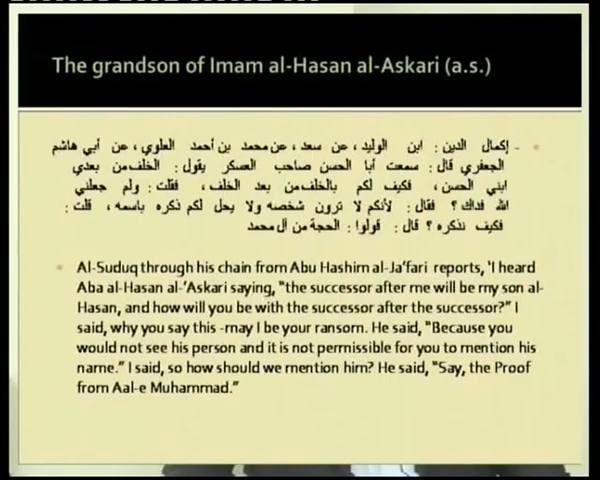 The grandson of Imam al-Hasan al-Askari (a.s.)
- إكمال الدين : ابن الوليد، عن سعد ، عن محمد بن أحمد العلوي، عن أبي هاشم
الجعفري قال : سمعت أبا الحسن صاحب العسكر يقول : الخلف من بعدي
ابني الحسن، فكيف لكم بالخلف من بعد الخلف، فقلت : ولم جعلني
الله فداك ؟ فقال : لأنكم لا ترون شخصه ولا يحل لكم ذكره باسمه ، قلت :
فكيف نذكره ؟ قال : قولوا : الحجة من آل محمد
Al-Suduq through his chain from Abu Hashim al-Ja‘fari reports, ‘I heard
Aba al-Hasan al-‘Askari saying, “the successor after me will be my son al-
Hasan, and how will you be with the successor after the successor?” I
said, why you say this -may I be your ransom. He said, “Because you
would not see his person and it is not permissible for you to mention his
name.” I said, so how should we mention him? He said, “Say, the Proof
from Aal-e Muhammad.”